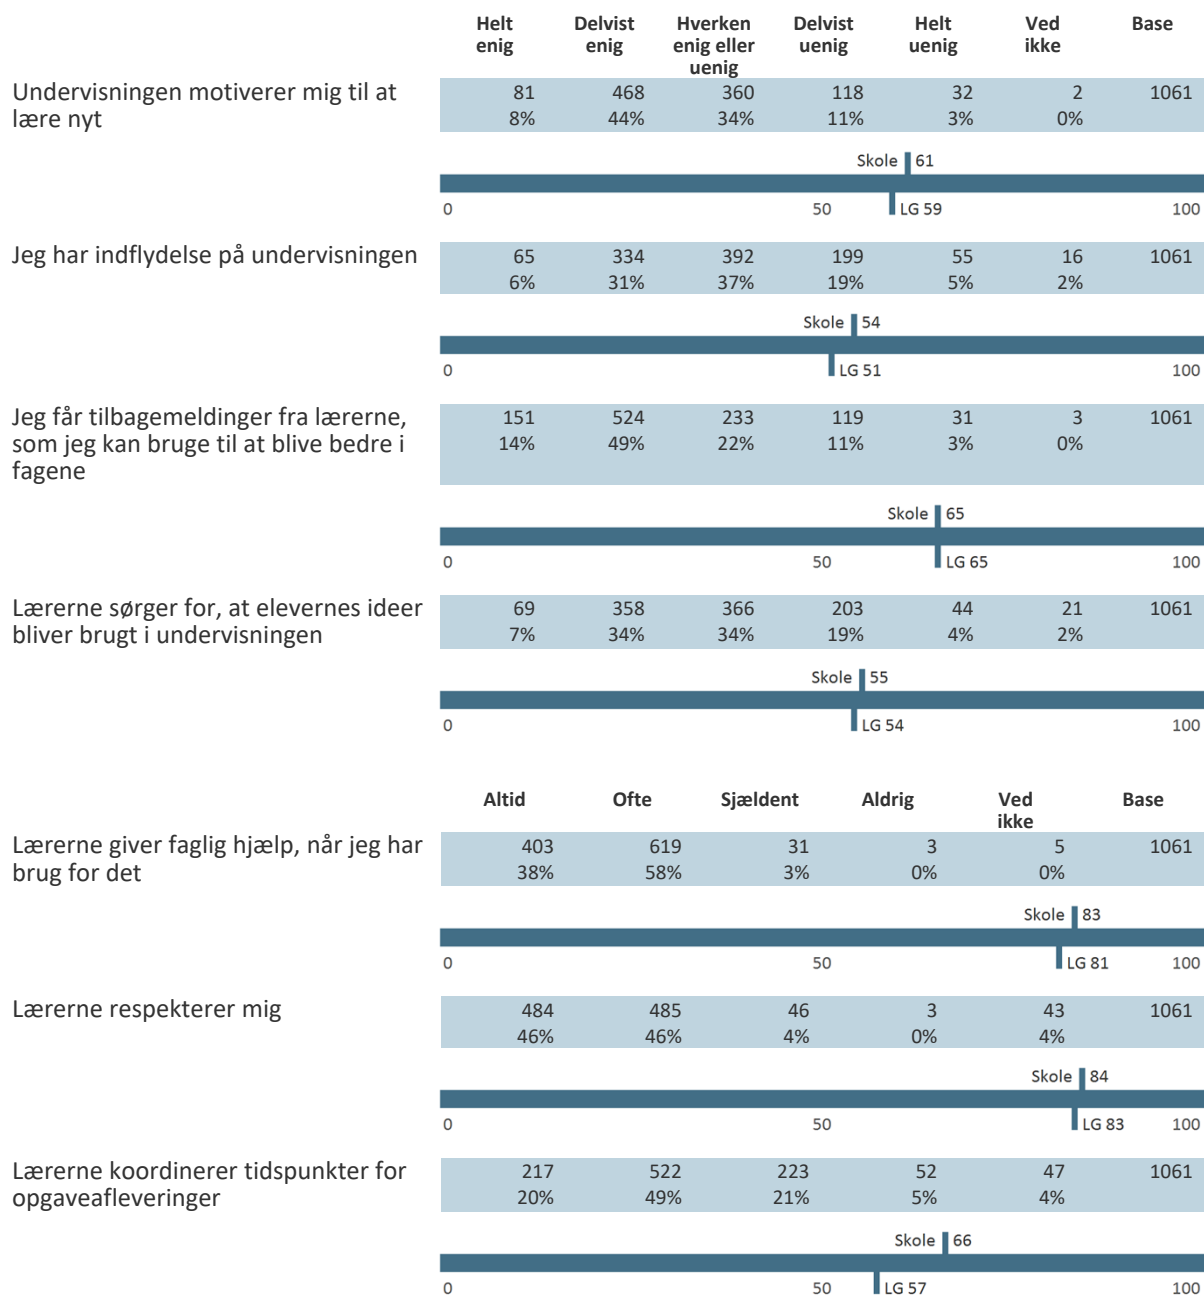 Helt enig Delvist enig Hverken enig eller uenig Delvist uenig Helt uenig Ved ikke Base
Undervisningen motiverer mig til at 81 468 360 118 32 2 1061
lære nyt 8% 44% 34% 11% 3% 0%
Skole 61
0 50 LG 59 100
Jeg har indflydelse på undervisningen 65 334 392 199 55 16 1061
6% 31% 37% 19% 5% 2%
Skole 54
0 LG 51 100
Jeg får tilbagemeldinger fra lærerne, 151 524 233 119 31 3 1061
som jeg kan bruge til at blive bedre i 14% 49% 22% 11% 3% 0%
fagene
Skole 65
0 50 LG 65 100
Lærerne sørger for, at elevernes ideer 69 358 366 203 44 21 1061
bliver brugt i undervisningen 7% 34% 34% 19% 4% 2%
Skole 55
0 LG 54 100
Altid Ofte Sjældent Aldrig Ved ikke Base
Lærerne giver faglig hjælp, når jeg har 403 619 31 3 5 1061
brug for det 38% 58% 3% 0% 0%
Skole 83
0 50 LG 81 100
Lærerne respekterer mig 484 485 46 3 43 1061
46% 46% 4% 0% 4%
Skole 84
0 50 LG 83 100
Lærerne koordinerer tidspunkter for 217 522 223 52 47 1061
opgaveafleveringer 20% 49% 21% 5% 4%
Skole 66
0 50 LG 57 100